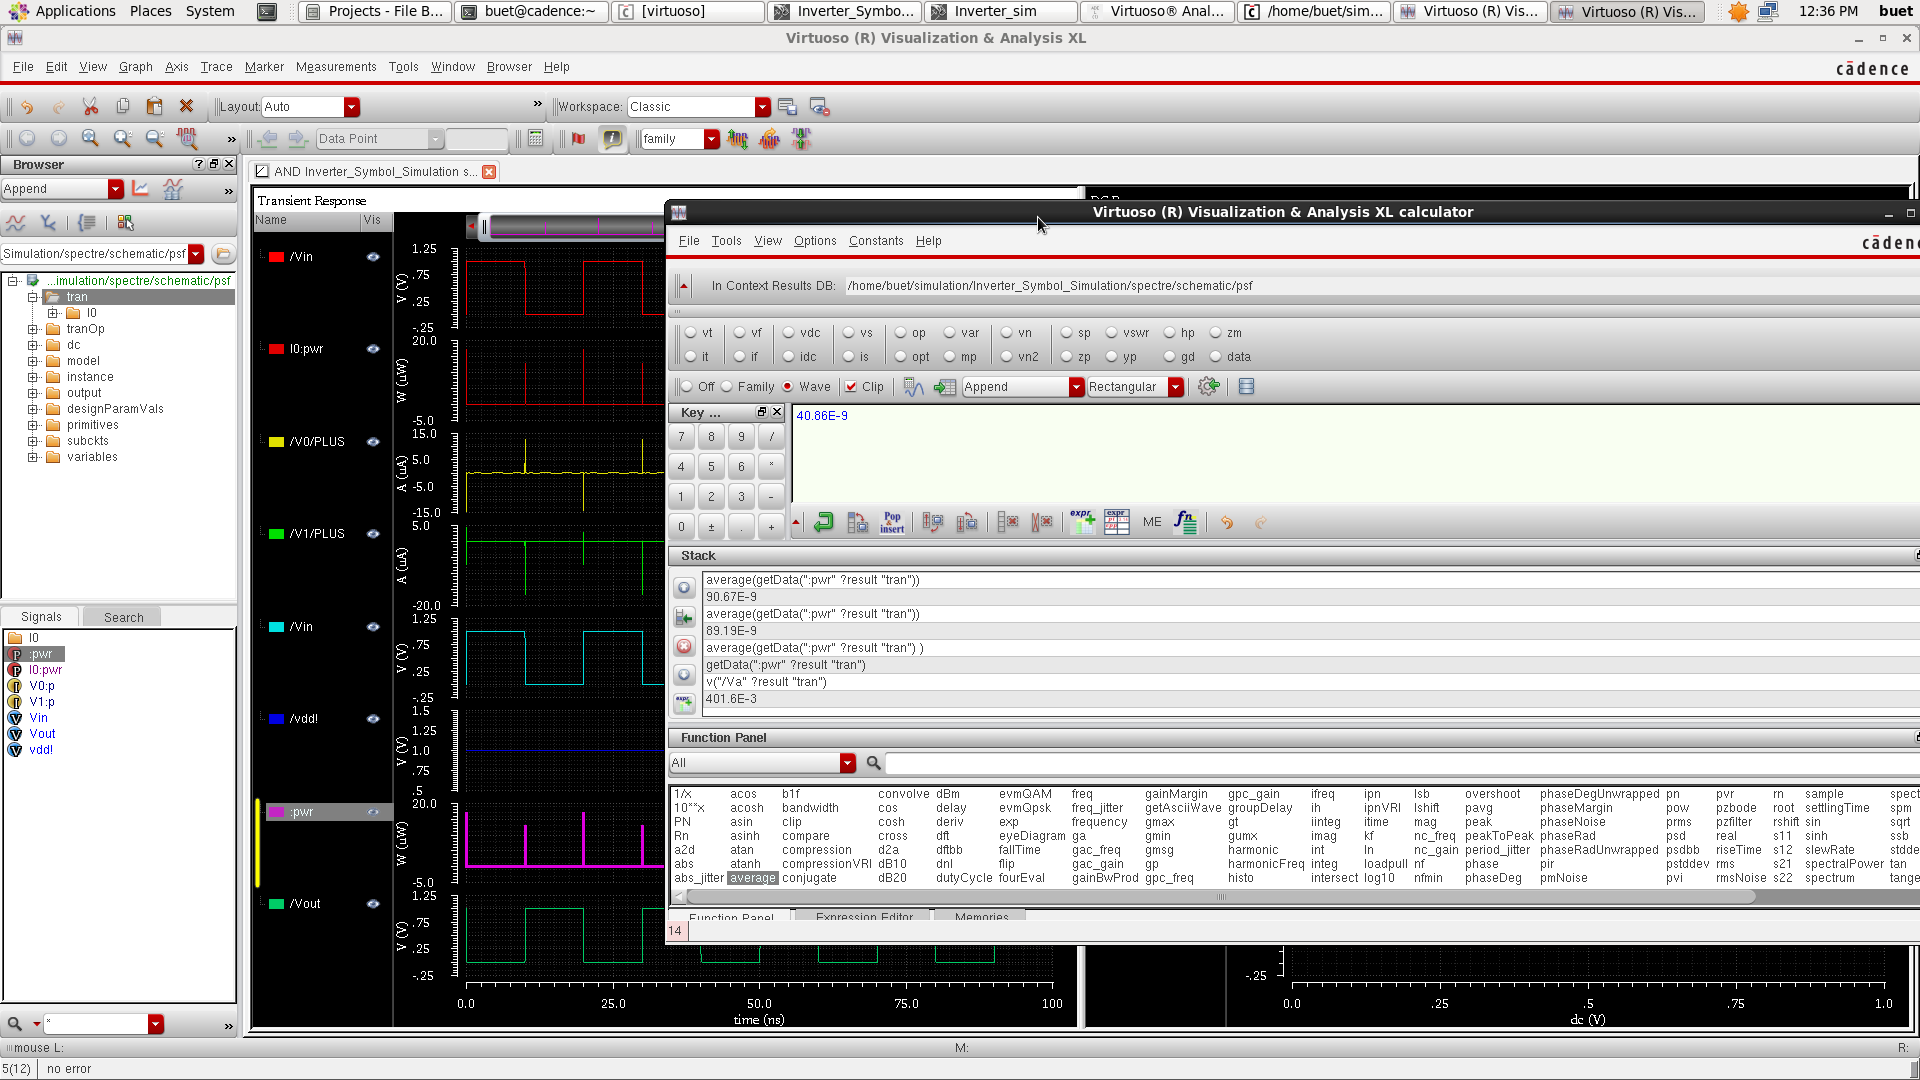 Applications Places System Projects - File B... buet@cadence:~ [virtuoso] Inverter_Symbo... Inverter_sim Virtuoso® Anal... /home/buet/sim... Virtuoso (R) Vis... Virtuoso (R) Vis... 12:36 PM buet
Virtuoso (R) Visualization & Analysis XL
File Edit View Graph Axis Trace Marker Measurements Tools Window Browser Help
cādence
Layout: Auto » Workspace: Classic
» Data Point family
Browser
Append »
Simulation/spectre/schematic/psf
...imulation/spectre/schematic/psf
tran
I0
tranOp
dc
model
instance
output
designParamVals
primitives
subckts
variables
Signals Search
I0
:pwr
I0:pwr
V0:p
V1:p
Vin
Vout
vdd!
* »
AND Inverter_Symbol_Simulation s...
Transient Response
Name Vis
/Vin
1.25
.75
.25
-.25
V (V)
I0:pwr
20.0
-5.0
W (uW)
/V0/PLUS
15.0
5.0
-5.0
-15.0
A (uA)
/V1/PLUS
5.0
-20.0
A (uA)
/Vin
1.25
.75
.25
-.25
V (V)
/vdd!
1.5
1.25
1.0
.75
.5
V (V)
:pwr
20.0
-5.0
W (uW)
/Vout
1.25
.75
.25
-.25
V (V)
0.0 25.0 50.0 75.0 100
time (ns)
-.25
0.0 .25 .5 .75 1.0
dc (V)
Virtuoso (R) Visualization & Analysis XL calculator
File Tools View Options Constants Help
cādenc
In Context Results DB: /home/buet/simulation/Inverter_Symbol_Simulation/spectre/schematic/psf
vt vf vdc vs op var vn sp vswr hp zm
it if idc is opt mp vn2 zp yp gd data
Off Family Wave Clip Append Rectangular
Key ...
7 8 9 /
4 5 6 *
1 2 3 -
0 ± . +
40.86E-9
Pop insert expr expr ME fn
Stack
average(getData(":pwr" ?result "tran"))
90.67E-9
average(getData(":pwr" ?result "tran"))
89.19E-9
average(getData(":pwr" ?result "tran") )
getData(":pwr" ?result "tran")
v("/Va" ?result "tran")
401.6E-3
expr
Function Panel
All
1/x acos b1f convolve dBm evmQAM freq gainMargin gpc_gain ifreq ipn lsb overshoot phaseDegUnwrapped pn pvr rn sample spect
10**x acosh bandwidth cos delay evmQpsk freq_jitter getAsciiWave groupDelay ih ipnVRI lshift pavg phaseMargin pow pzbode root settlingTime spm
PN asin clip cosh deriv exp frequency gmax gt iinteg itime mag peak phaseNoise prms pzfilter rshift sin sqrt
Rn asinh compare cross dft eyeDiagram ga gmin gumx imag kf nc_freq peakToPeak phaseRad psd real s11 sinh ssb
a2d atan compression d2a dftbb fallTime gac_freq gmsg harmonic int ln nc_gain period_jitter phaseRadUnwrapped psdbb riseTime s12 slewRate stdde
abs atanh compressionVRI dB10 dnl flip gac_gain gp harmonicFreq integ loadpull nf phase pir pstddev rms s21 spectralPower tan
abs_jitter average conjugate dB20 dutyCycle fourEval gainBwProd gpc_freq histo intersect log10 nfmin phaseDeg pmNoise pvi rmsNoise s22 spectrum tange
Function Panel Expression Editor Memories
14
mouse L: M: R:
5(12) no error